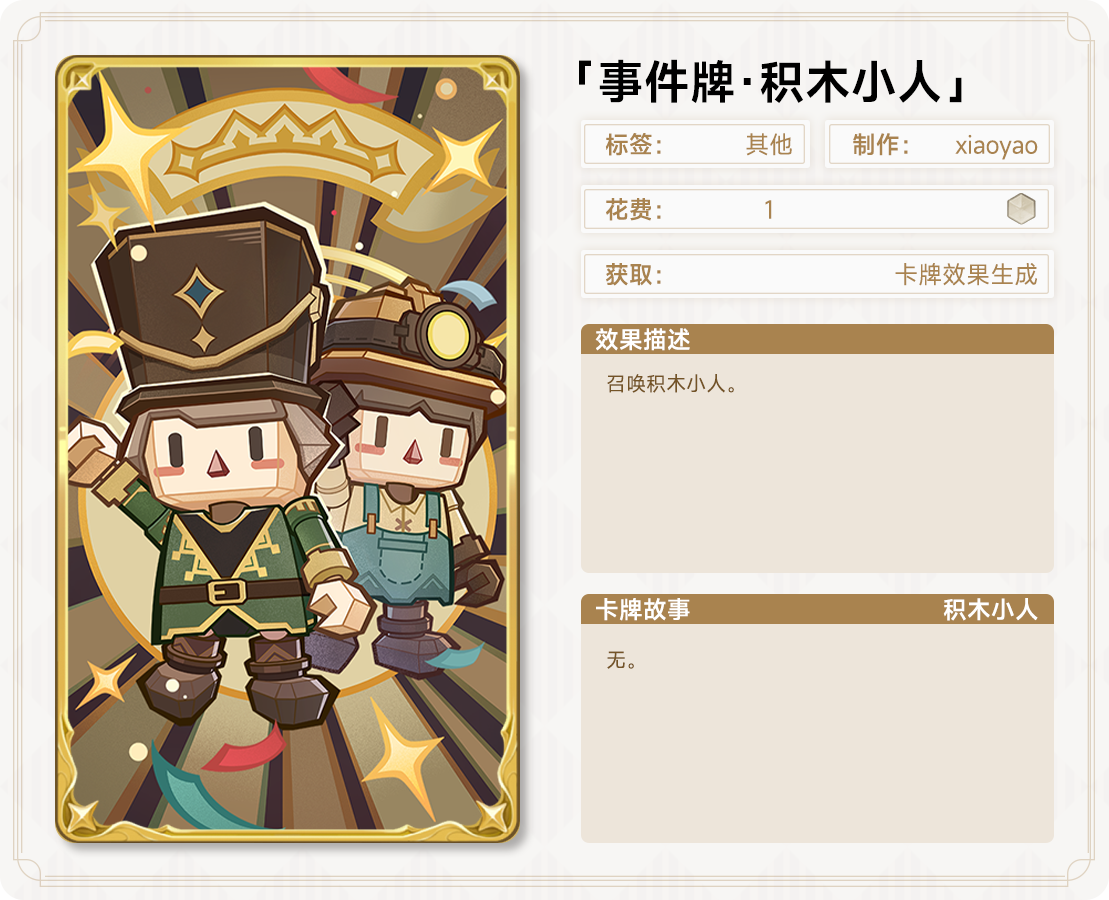 「事件牌·积木小人」
标签： 其他 制作： xiaoyao
花费： 1
获取： 卡牌效果生成
效果描述
召唤积木小人。
卡牌故事 积木小人
无。